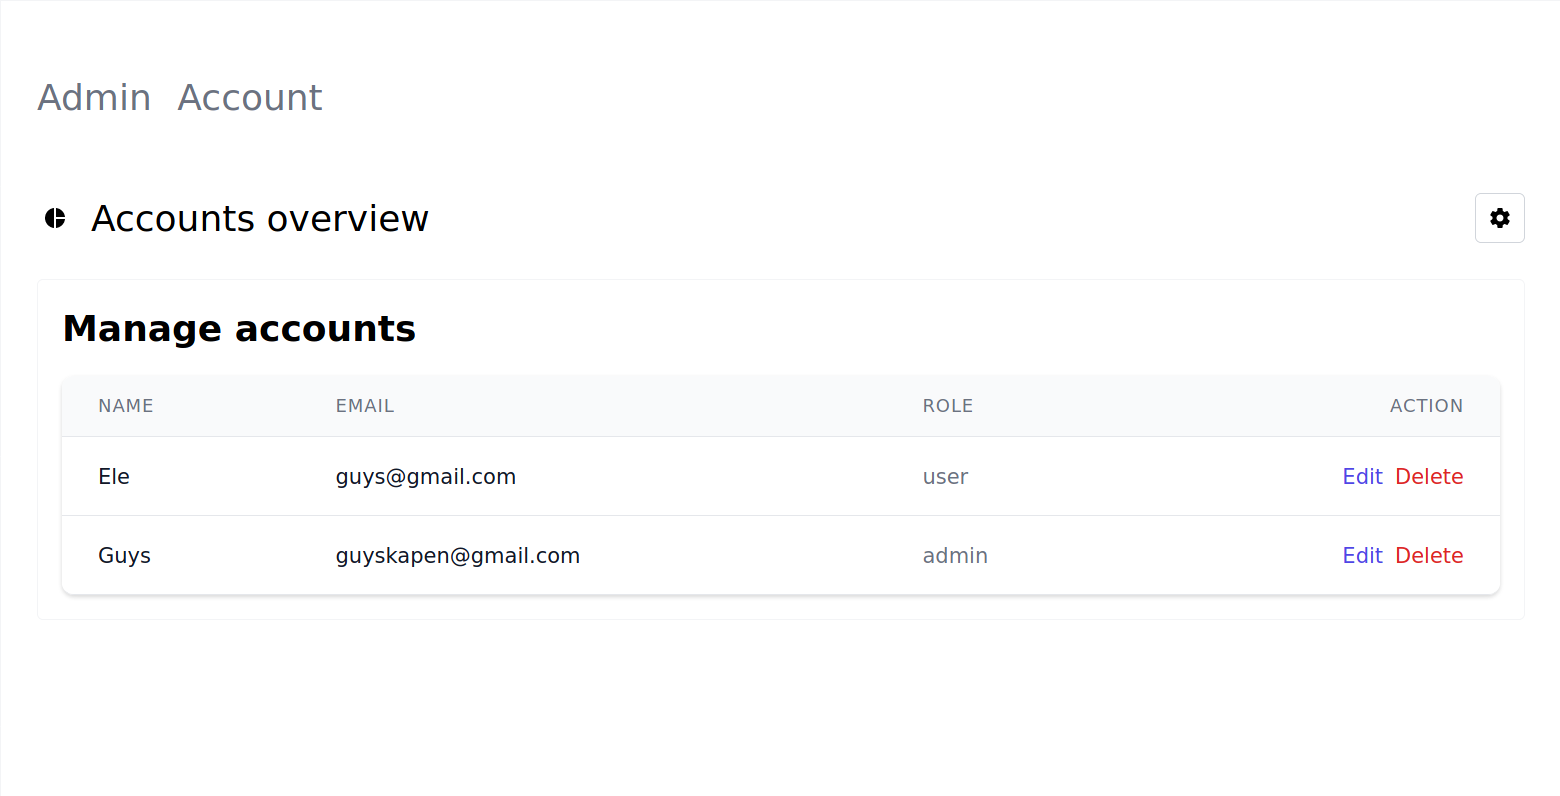 Admin Account
Accounts overview
Manage accounts
NAME EMAIL ROLE ACTION
Ele guys@gmail.com user Edit Delete
Guys guyskapen@gmail.com admin Edit Delete